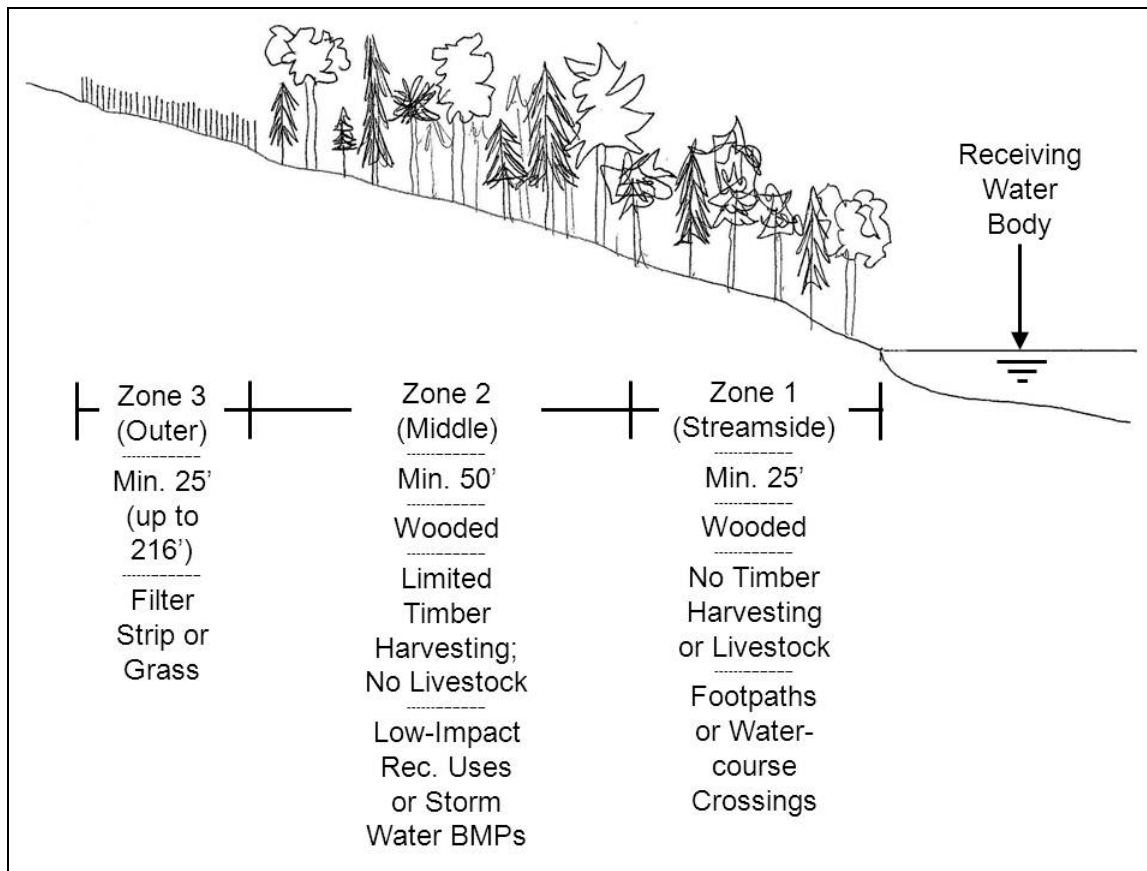 Receiving
Water
Body
Zone 3
(Outer)
Min. 25’
(up to
216’)
Filter
Strip or
Grass
Zone 2
(Middle)
Min. 50’
Wooded
Limited
Timber
Harvesting;
No Livestock
Low-Impact
Rec. Uses
or Storm
Water BMPs
Zone 1
(Streamside)
Min. 25’
Wooded
No Timber
Harvesting
or Livestock
Footpaths
or Water-
course
Crossings